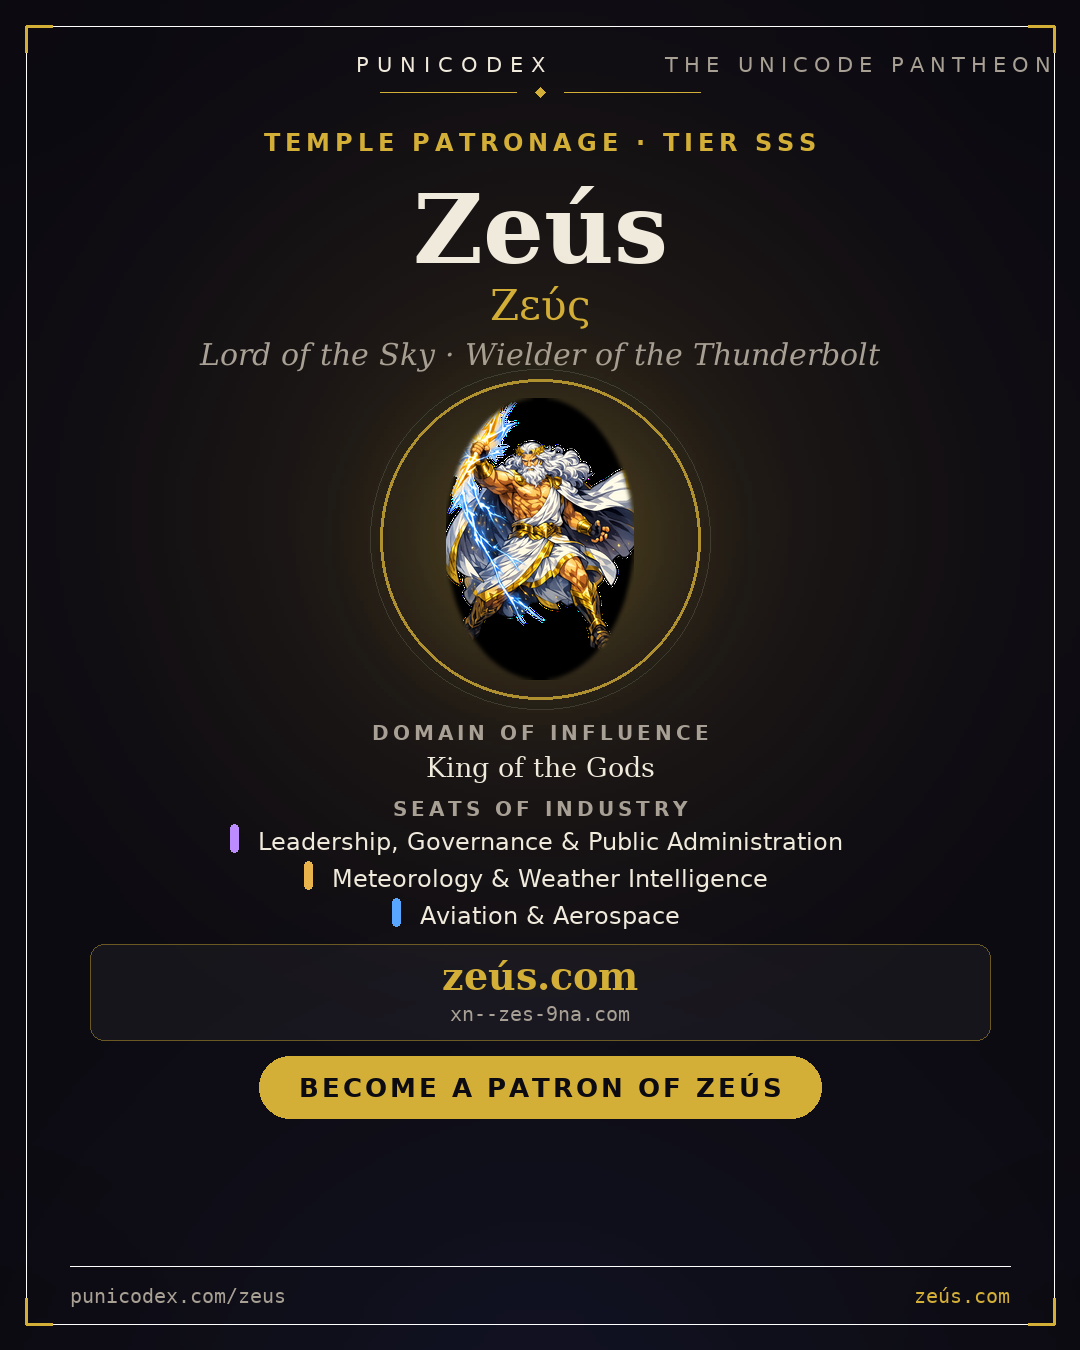 PUNICODEX THE UNICODE PANTHEON
TEMPLE PATRONAGE · TIER SSS
Zeús
Ζεύς
Lord of the Sky · Wielder of the Thunderbolt
DOMAIN OF INFLUENCE
King of the Gods
SEATS OF INDUSTRY
Leadership, Governance & Public Administration
Meteorology & Weather Intelligence
Aviation & Aerospace
zeús.com
xn--zes-9na.com
BECOME A PATRON OF ZEÚS
punicodex.com/zeus zeús.com